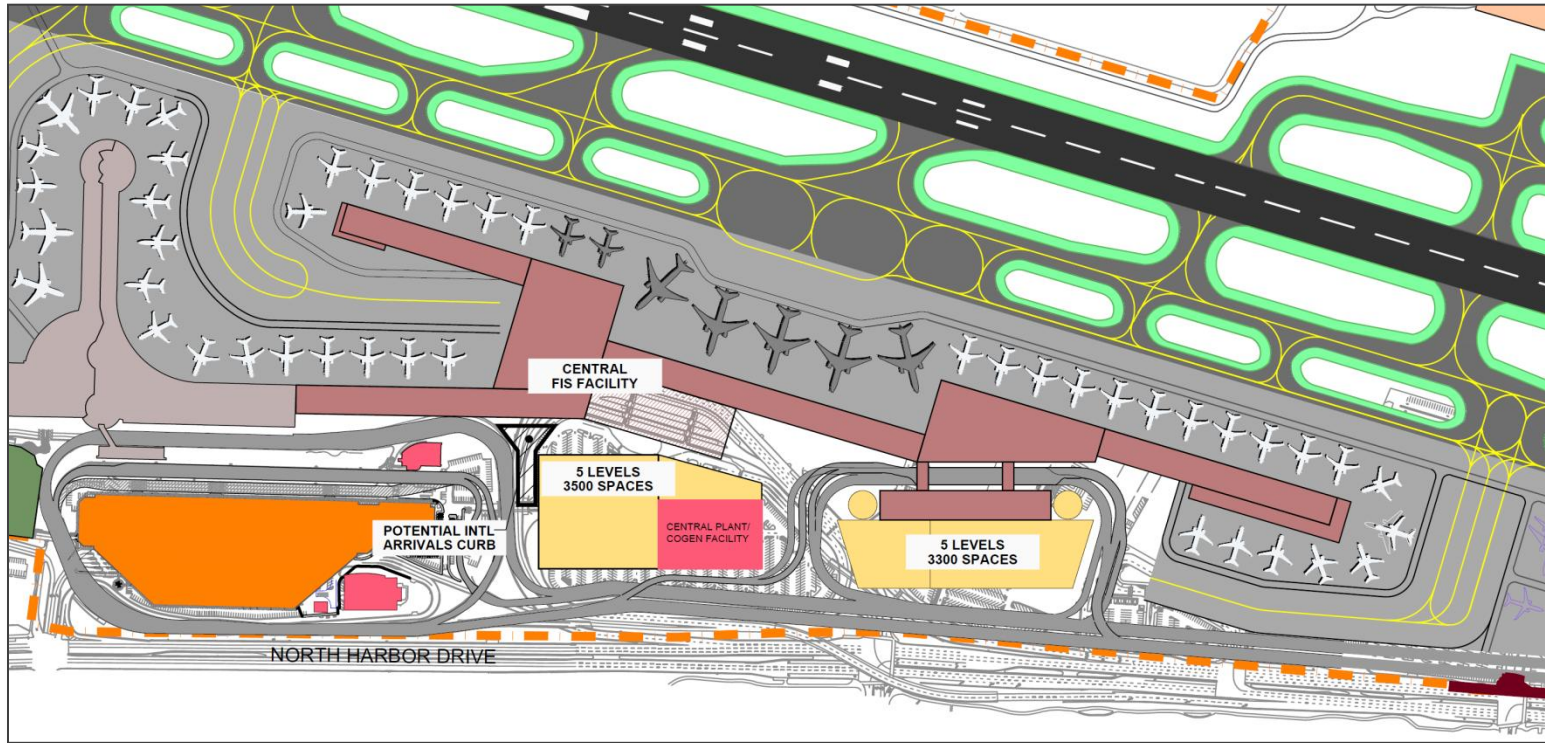 CENTRAL
FIS FACILITY
5 LEVELS
3500 SPACES
POTENTIAL INTL
ARRIVALS CURB
CENTRAL PLANT/
COGEN FACILITY
5 LEVELS
3300 SPACES
NORTH HARBOR DRIVE